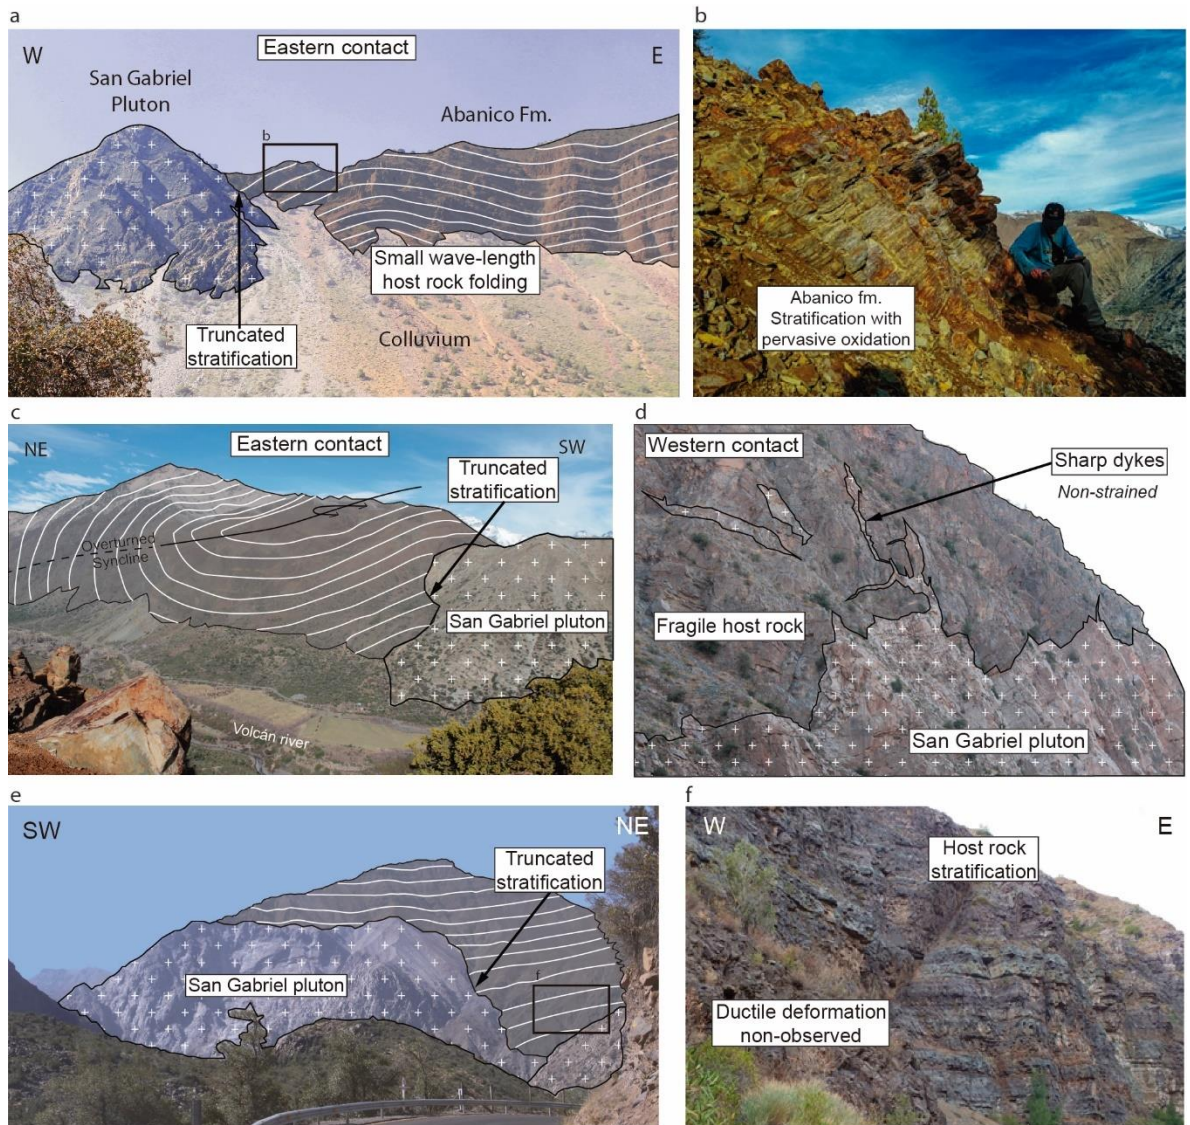 a
Eastern contact
W
E
San Gabriel
Pluton
b
Abanico Fm.
Small wave-length
host rock folding
Truncated
stratification
Colluvium
b
Abanico fm.
Stratification with
pervasive oxidation
c
NE
Eastern contact
SW
Truncated
stratification
Overturned
Syncline
San Gabriel pluton
Volcán river
d
Western contact
Sharp dykes
Non-strained
Fragile host rock
San Gabriel pluton
e
SW
NE
Truncated
stratification
San Gabriel pluton
f
f
W
E
Host rock
stratification
Ductile deformation
non-observed